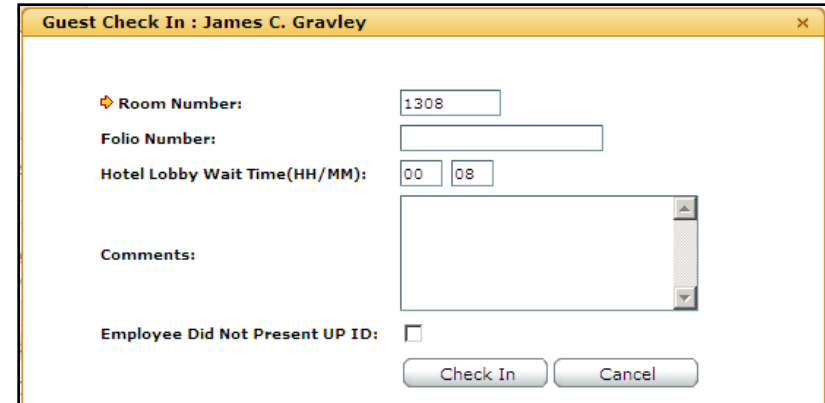 Guest Check In : James C. Gravley ×
Room Number: 1308
Folio Number:
Hotel Lobby Wait Time(HH/MM): 00 08
Comments:
Employee Did Not Present UP ID:
Check In Cancel